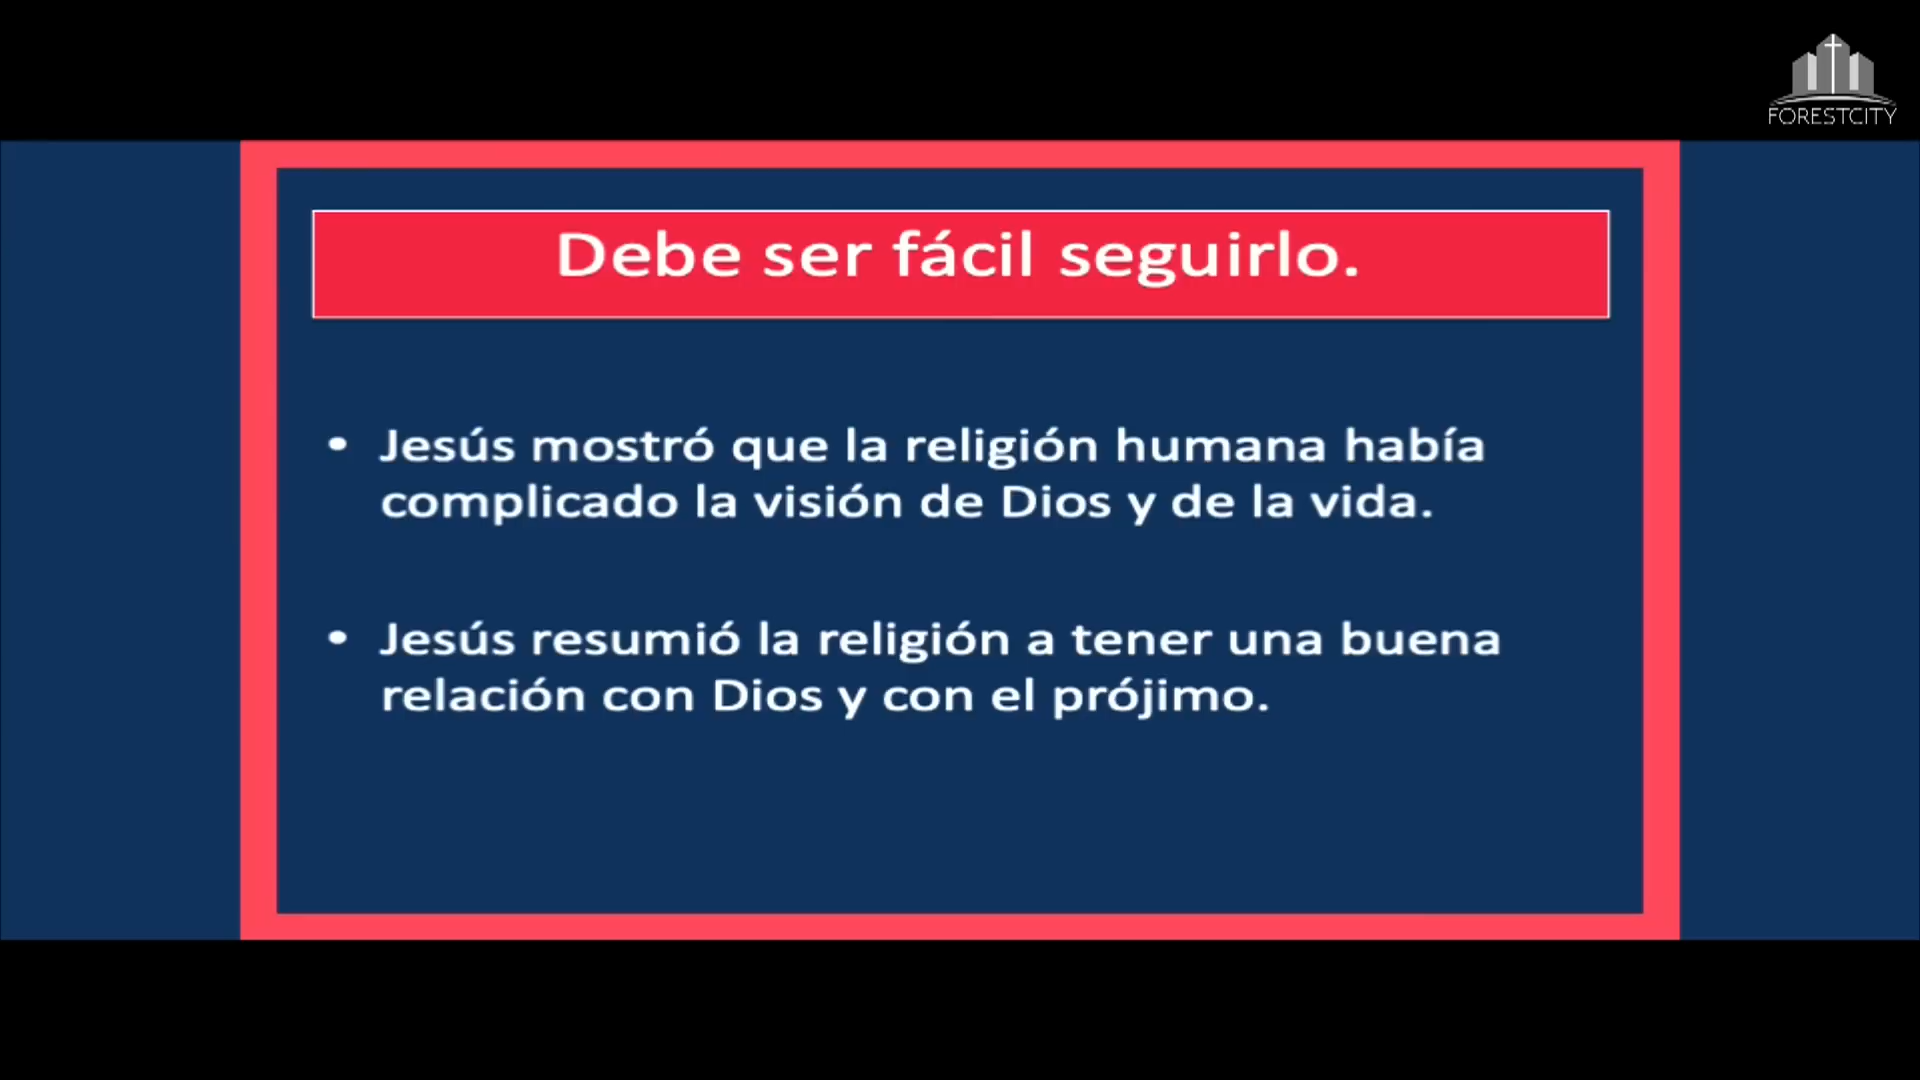 FORESTCITY
Debe ser fácil seguirlo.
• Jesús mostró que la religión humana había
complicado la visión de Dios y de la vida.
• Jesús resumió la religión a tener una buena
relación con Dios y con el prójimo.